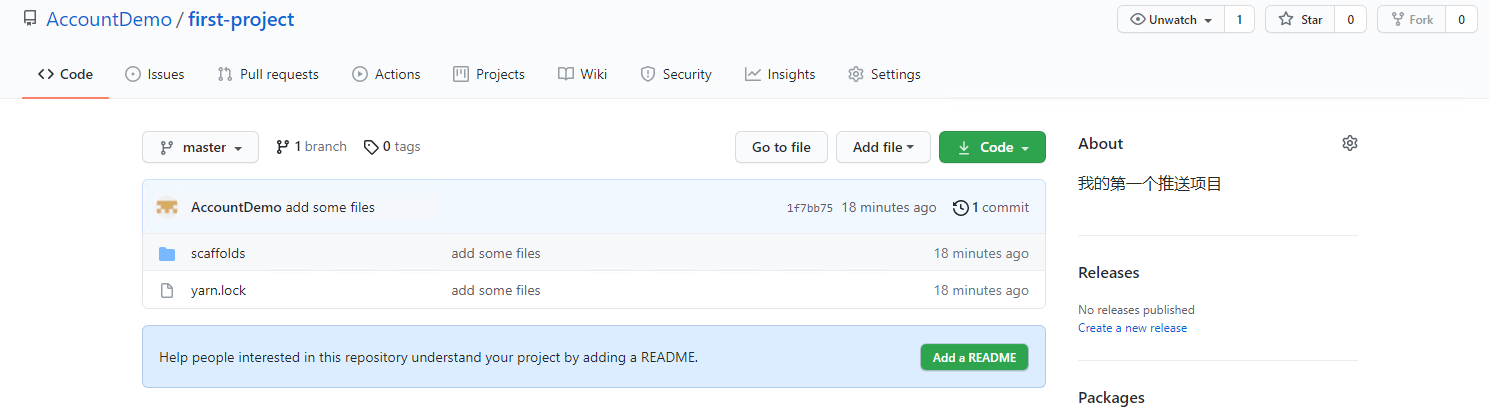 AccountDemo / first-project
Unwatch 1 Star 0 Fork 0
Code Issues Pull requests Actions Projects Wiki Security Insights Settings
master 1 branch 0 tags Go to file Add file Code
AccountDemo add some files 1f7bb75 18 minutes ago 1 commit
scaffolds add some files 18 minutes ago
yarn.lock add some files 18 minutes ago
Help people interested in this repository understand your project by adding a README. Add a README
About
我的第一个推送项目
Releases
No releases published
Create a new release
Packages